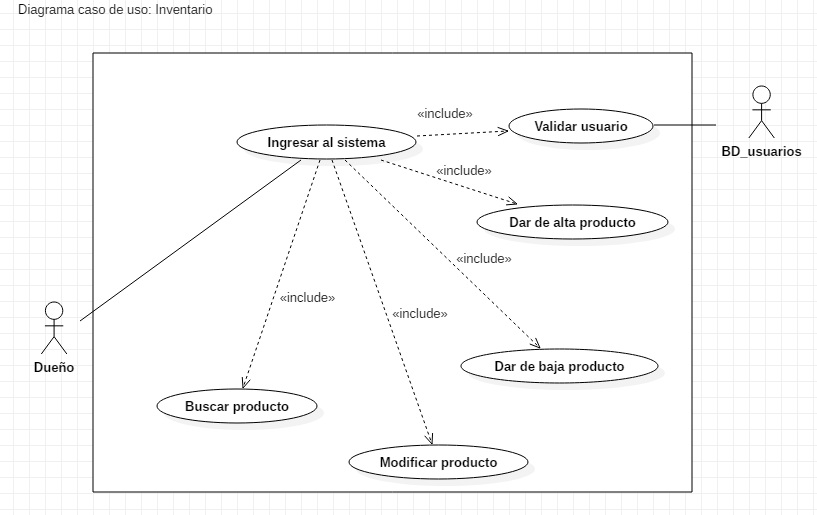 Diagrama caso de uso: Inventario
«include»
Validar usuario
Ingresar al sistema
BD_usuarios
«include»
Dar de alta producto
«include»
«include»
«include»
Dueño
Dar de baja producto
Buscar producto
Modificar producto